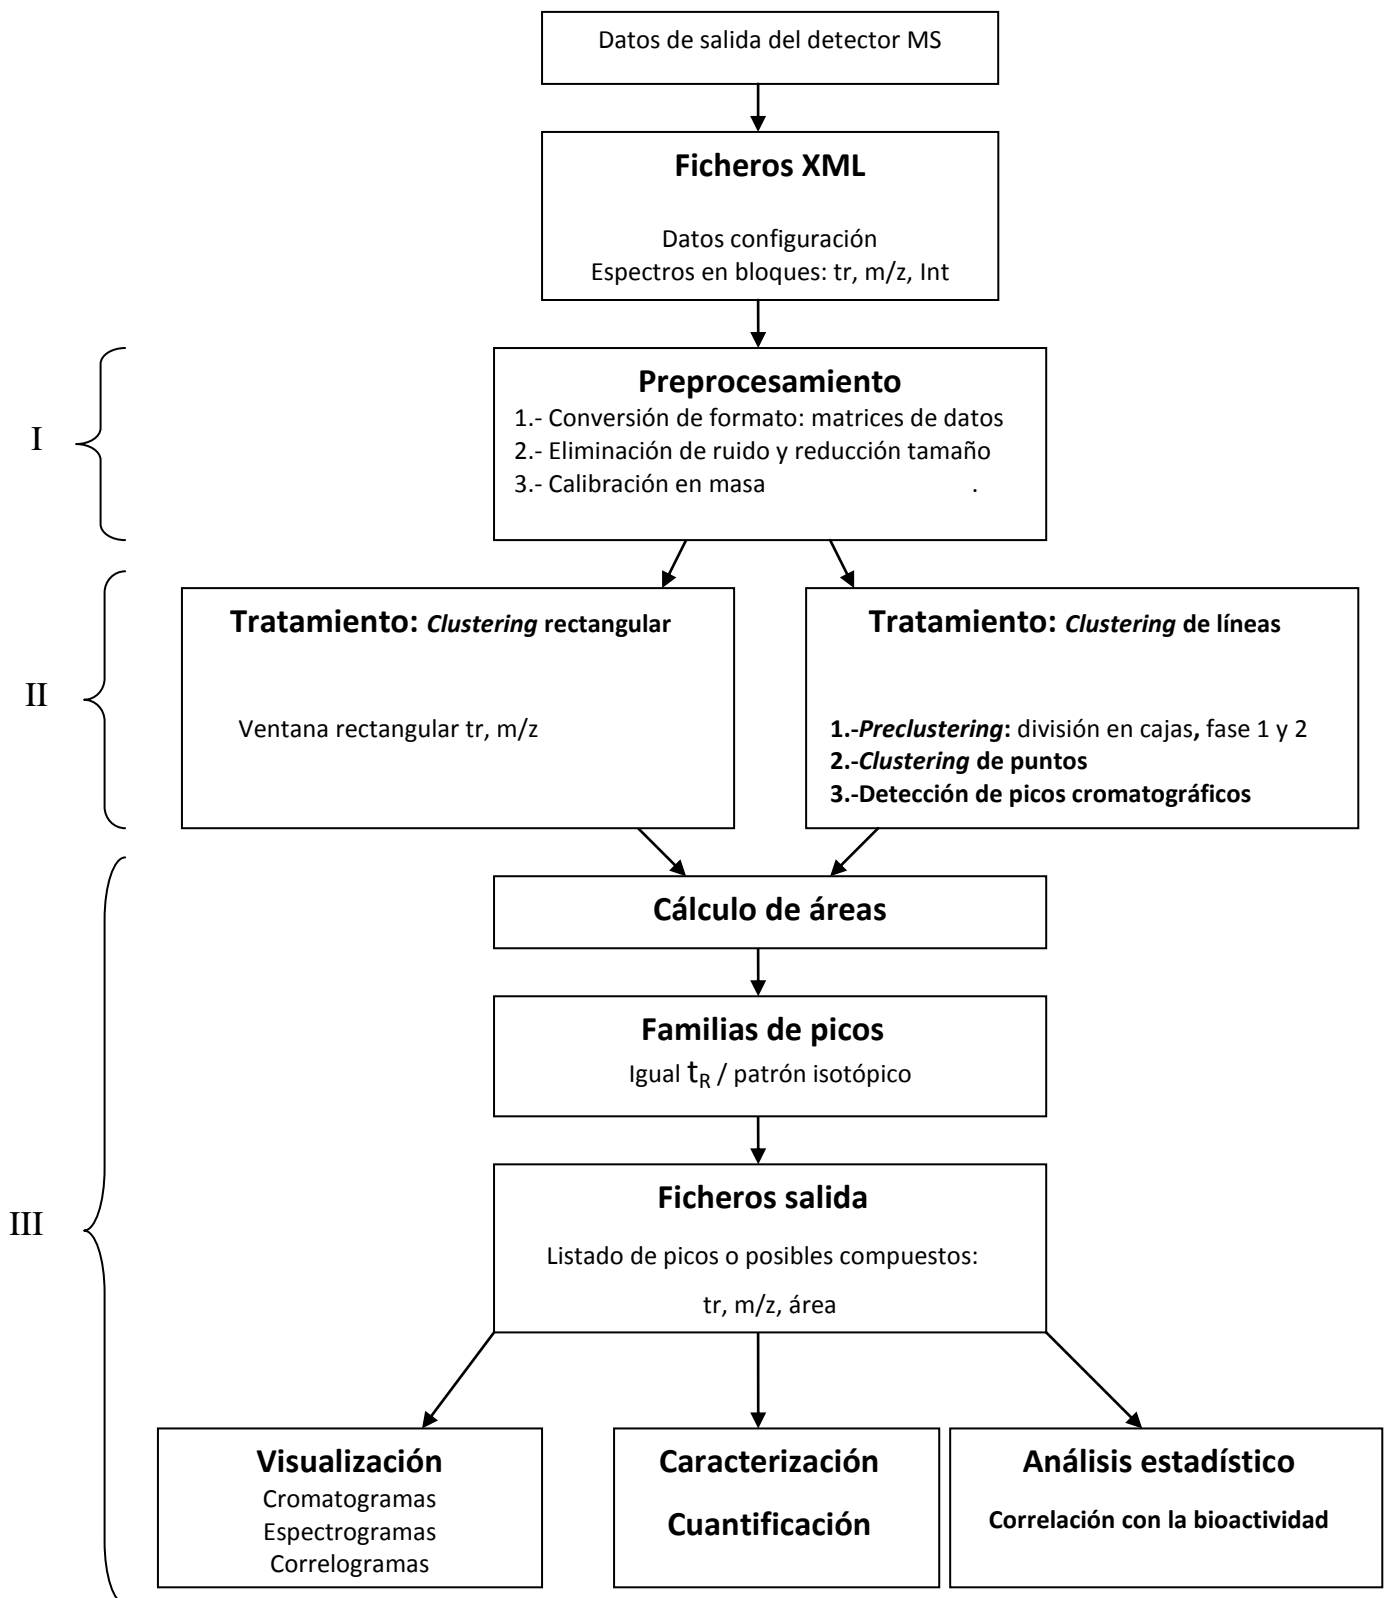 Datos de salida del detector MS
Ficheros XML
Datos configuración
Espectros en bloques: tr, m/z, Int
I
Preprocesamiento
1.- Conversión de formato: matrices de datos
2.- Eliminación de ruido y reducción tamaño
3.- Calibración en masa .
II
Tratamiento: Clustering rectangular
Ventana rectangular tr, m/z
Tratamiento: Clustering de líneas
1.-Preclustering: división en cajas, fase 1 y 2
2.-Clustering de puntos
3.-Detección de picos cromatográficos
III
Cálculo de áreas
Familias de picos
Igual tR / patrón isotópico
Ficheros salida
Listado de picos o posibles compuestos:
tr, m/z, área
Visualización
Cromatogramas
Espectrogramas
Correlogramas
Caracterización
Cuantificación
Análisis estadístico
Correlación con la bioactividad